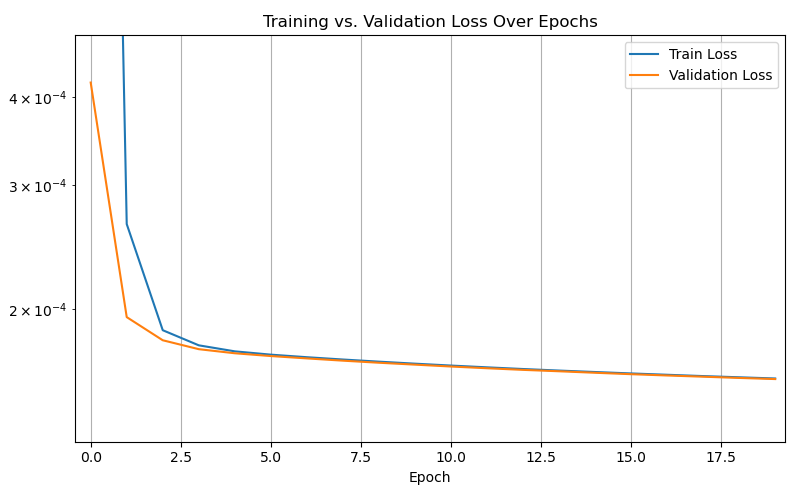 Training vs. Validation Loss Over Epochs
Train Loss
Validation Loss
4 × 10⁻⁴
3 × 10⁻⁴
2 × 10⁻⁴
0.0 2.5 5.0 7.5 10.0 12.5 15.0 17.5
Epoch